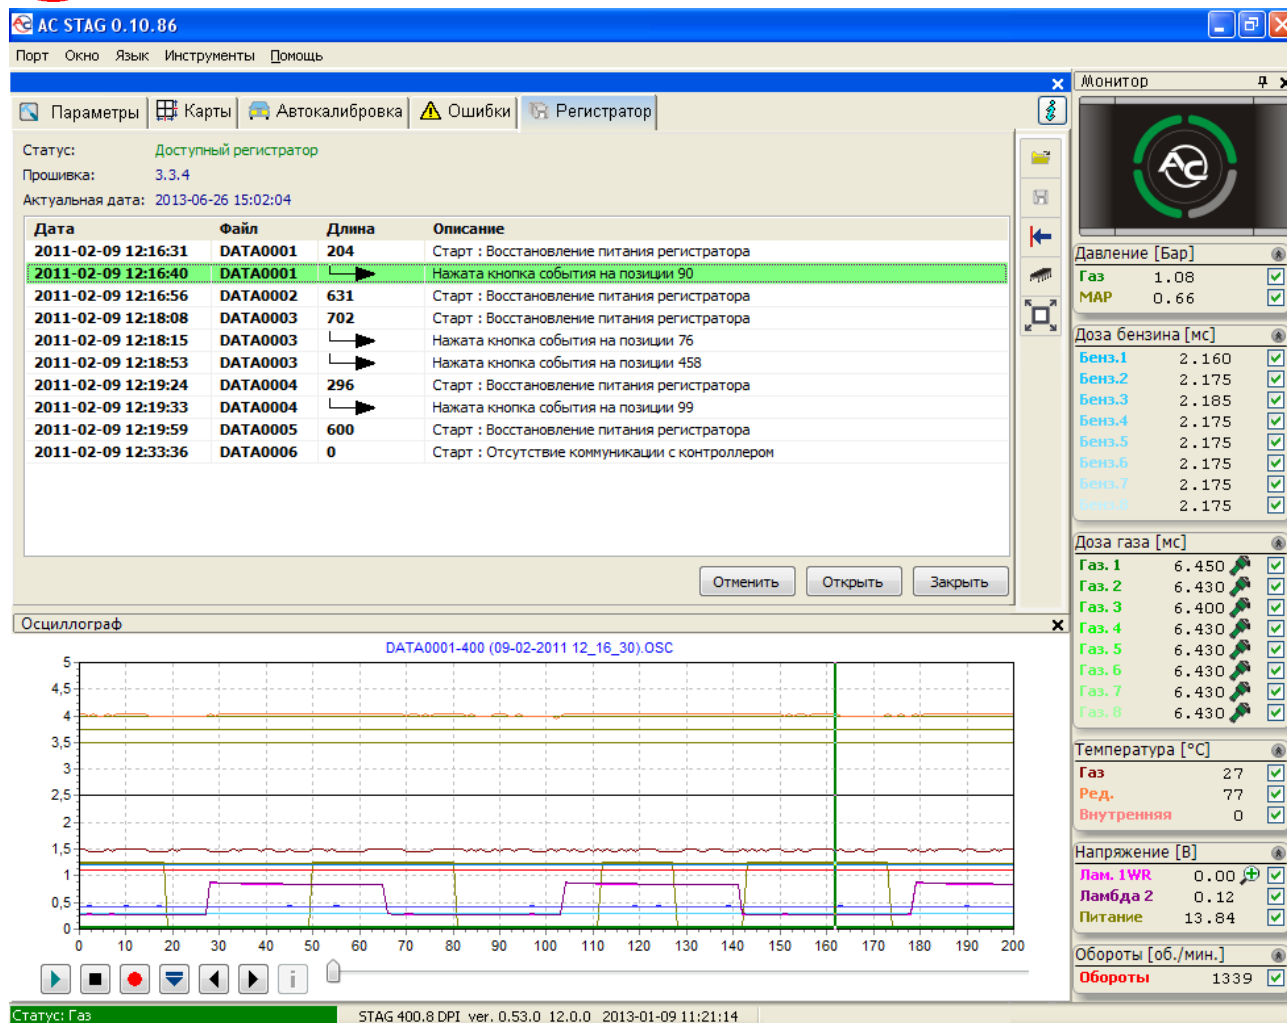 AC STAG 0.10.86
Порт Окно Язык Инструменты Помощь
Параметры Карты Автокалибровка Ошибки Регистратор
Статус: Доступный регистратор
Прошивка: 3.3.4
Актуальная дата: 2013-06-26 15:02:04
Дата Файл Длина Описание
2011-02-09 12:16:31 DATA0001 204 Старт : Восстановление питания регистратора
2011-02-09 12:16:40 DATA0001 Нажата кнопка события на позиции 90
2011-02-09 12:16:56 DATA0002 631 Старт : Восстановление питания регистратора
2011-02-09 12:18:08 DATA0003 702 Старт : Восстановление питания регистратора
2011-02-09 12:18:15 DATA0003 Нажата кнопка события на позиции 76
2011-02-09 12:18:53 DATA0003 Нажата кнопка события на позиции 458
2011-02-09 12:19:24 DATA0004 296 Старт : Восстановление питания регистратора
2011-02-09 12:19:33 DATA0004 Нажата кнопка события на позиции 99
2011-02-09 12:19:59 DATA0005 600 Старт : Восстановление питания регистратора
2011-02-09 12:33:36 DATA0006 0 Старт : Отсутствие коммуникации с контроллером
Отменить Открыть Закрыть
Осциллограф
DATA0001-400 (09-02-2011 12_16_30).OSC
5
4,5
4
3,5
3
2,5
2
1,5
1
0,5
0
0 10 20 30 40 50 60 70 80 90 100 110 120 130 140 150 160 170 180 190 200
Монитор
AC
Давление [Бар]
Газ 1.08
MAP 0.66
Доза бензина [мс]
Бенз.1 2.160
Бенз.2 2.175
Бенз.3 2.185
Бенз.4 2.175
Бенз.5 2.175
Бенз.6 2.175
Бенз.7 2.175
Бенз.8 2.175
Доза газа [мс]
Газ. 1 6.450
Газ. 2 6.430
Газ. 3 6.400
Газ. 4 6.430
Газ. 5 6.430
Газ. 6 6.430
Газ. 7 6.430
Газ. 8 6.430
Температура [°C]
Газ 27
Ред. 77
Внутренняя 0
Напряжение [В]
Лам. 1WR 0.00
Ламбда 2 0.12
Питание 13.84
Обороты [об./мин.]
Обороты 1339
Статус: Газ STAG 400.8 DPI ver. 0.53.0 12.0.0 2013-01-09 11:21:14